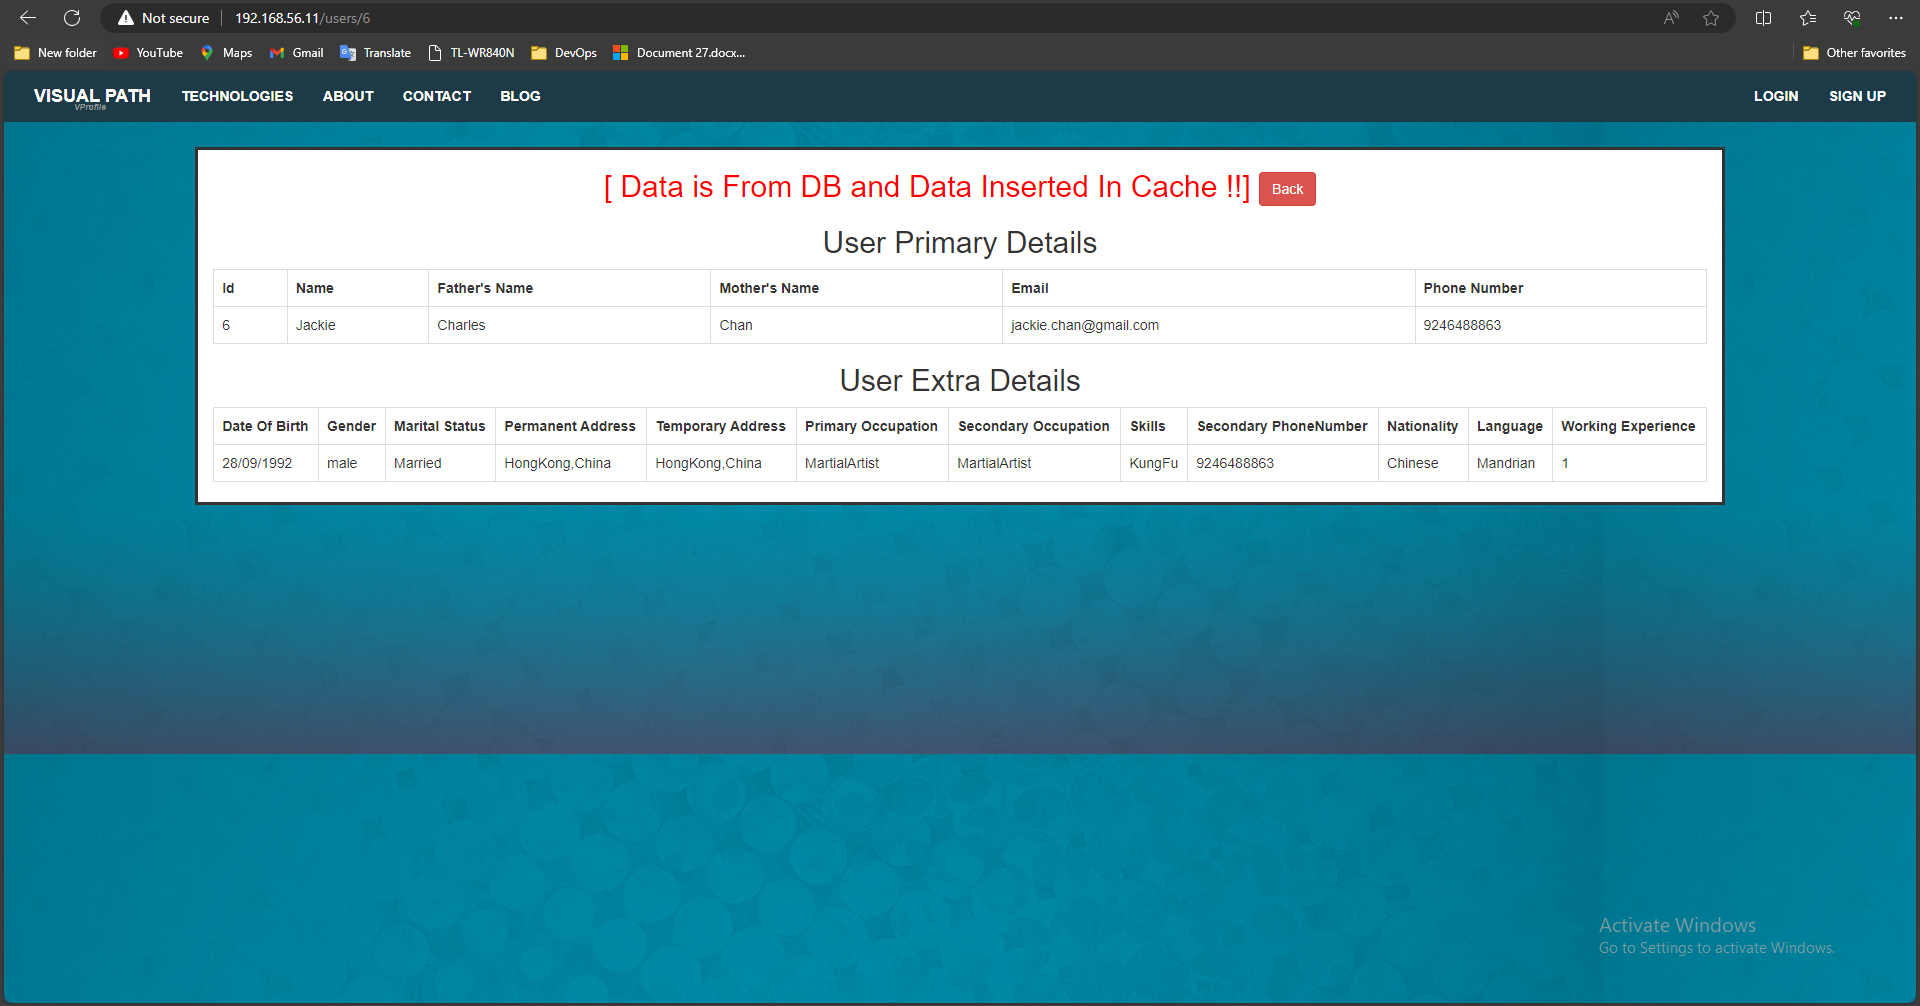 Not secure 192.168.56.11/users/6
New folder YouTube Maps Gmail Translate TL-WR840N DevOps Document 27.docx... Other favorites
VISUAL PATH TECHNOLOGIES ABOUT CONTACT BLOG LOGIN SIGN UP
VProfile
[ Data is From DB and Data Inserted In Cache !!] Back
User Primary Details
Id Name Father's Name Mother's Name Email Phone Number
6 Jackie Charles Chan jackie.chan@gmail.com 9246488863
User Extra Details
Date Of Birth Gender Marital Status Permanent Address Temporary Address Primary Occupation Secondary Occupation Skills Secondary PhoneNumber Nationality Language Working Experience
28/09/1992 male Married HongKong,China HongKong,China MartialArtist MartialArtist KungFu 9246488863 Chinese Mandrian 1
Activate Windows
Go to Settings to activate Windows.